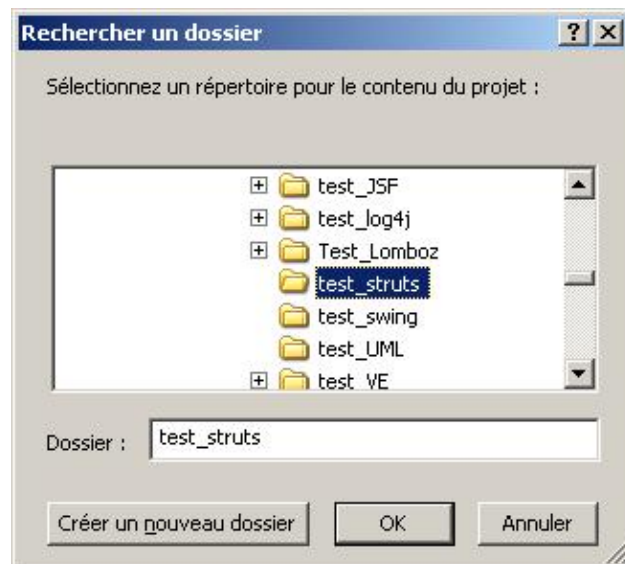 Rechercher un dossier
Sélectionnez un répertoire pour le contenu du projet :
test_JSF
test_log4j
Test_Lomboz
test_struts
test_swing
test_UML
test_VE
Dossier : test_struts
Créer un nouveau dossier OK Annuler